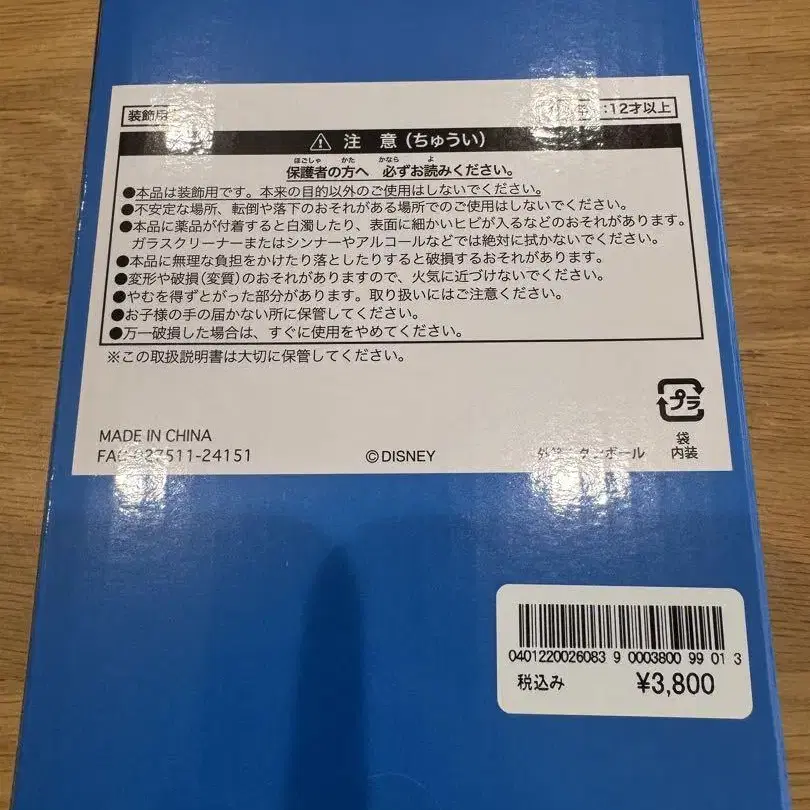 装飾用
:12才以上
注 意 (ちゅうい)
ほごしゃ かた かなら よ
保護者の方へ 必ずお読みください。
●本品は装飾用です。本来の目的以外のご使用はしないでください。
●不安定な場所、転倒や落下のおそれがある場所でのご使用はしないでください。
●本品に薬品が付着すると白濁したり、表面に細かいヒビが入るなどのおそれがあります。
ガラスクリーナーまたはシンナーやアルコールなどでは絶対に拭かないでください。
●本品に無理な負担をかけたり落としたりすると破損するおそれがあります。
●変形や破損(変質)のおそれがありますので、火気に近づけないでください。
●やむを得ずとがった部分があります。取り扱いにはご注意ください。
●お子様の手の届かない所に保管してください。
●万一破損した場合は、すぐに使用をやめてください。
※この取扱説明書は大切に保管してください。
プラ
袋
内装
MADE IN CHINA
27511-24151
©DISNEY
ボール
0401220026083 9 0003800 99 01 3
税込み ¥3,800